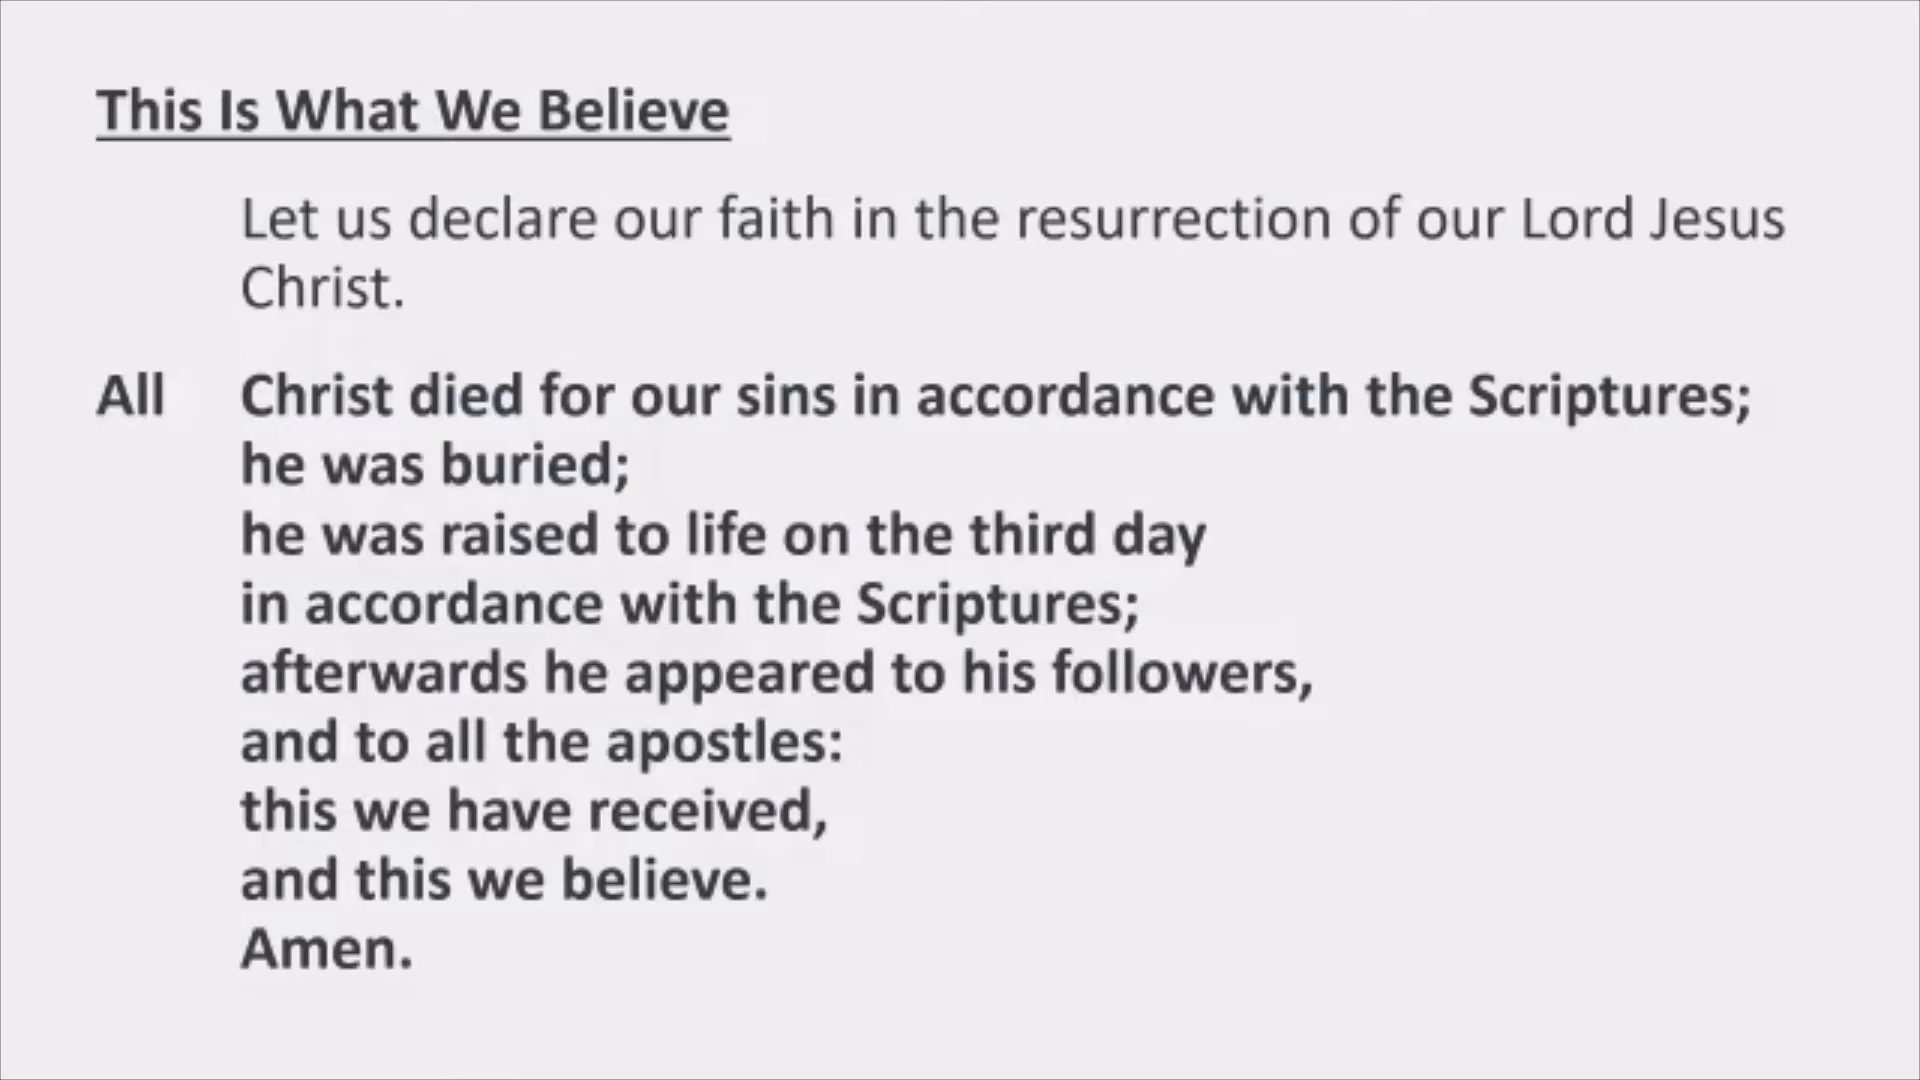 This Is What We Believe
Let us declare our faith in the resurrection of our Lord Jesus
Christ.
All Christ died for our sins in accordance with the Scriptures;
he was buried;
he was raised to life on the third day
in accordance with the Scriptures;
afterwards he appeared to his followers,
and to all the apostles:
this we have received,
and this we believe.
Amen.